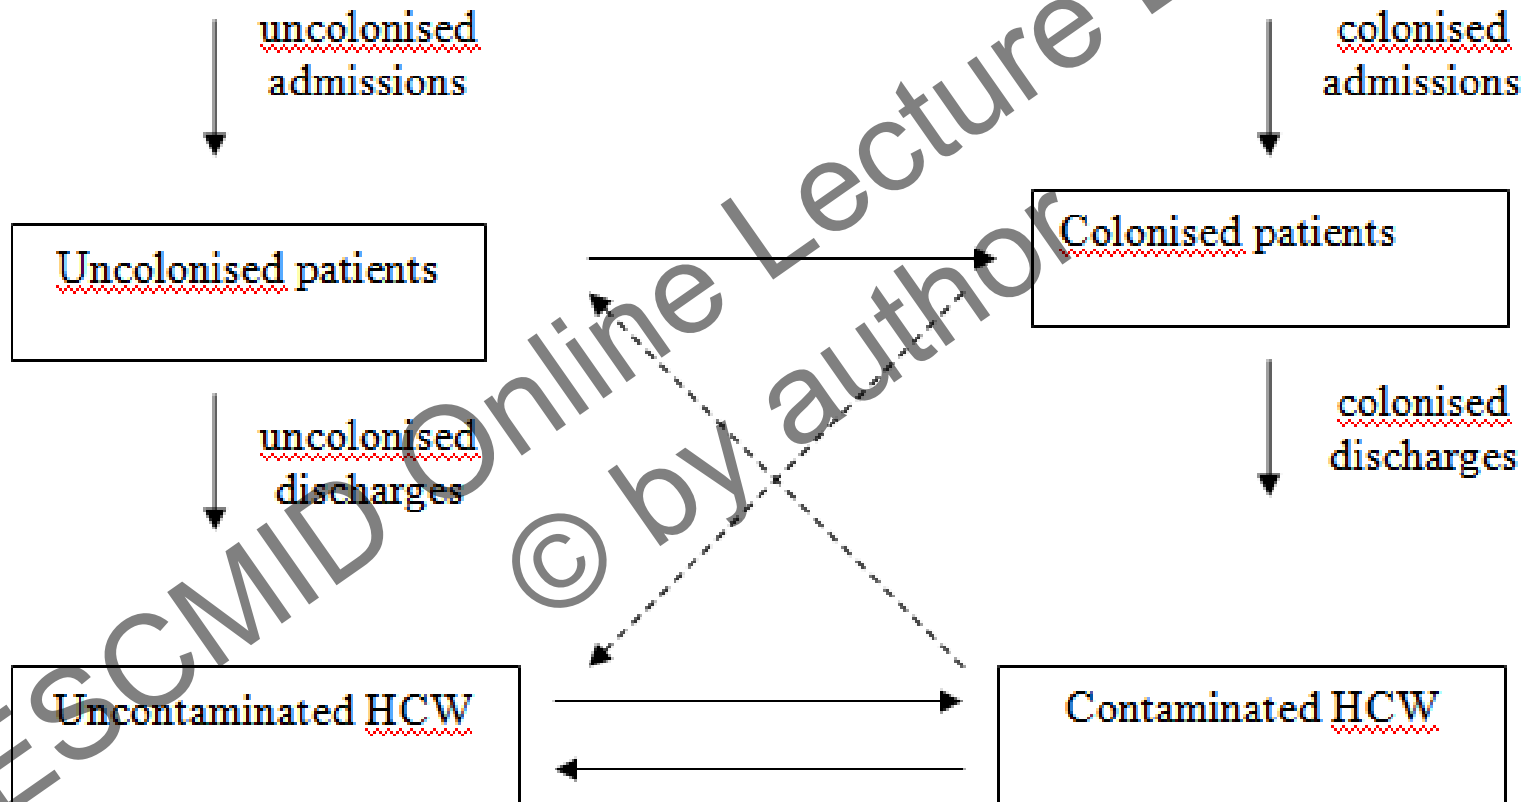 uncolonised
admissions
colonised
admissions
Uncolonised patients
Colonised patients
uncolonised
discharges
colonised
discharges
Uncontaminated HCW
Contaminated HCW
ESCMID Online Lecture
© by author